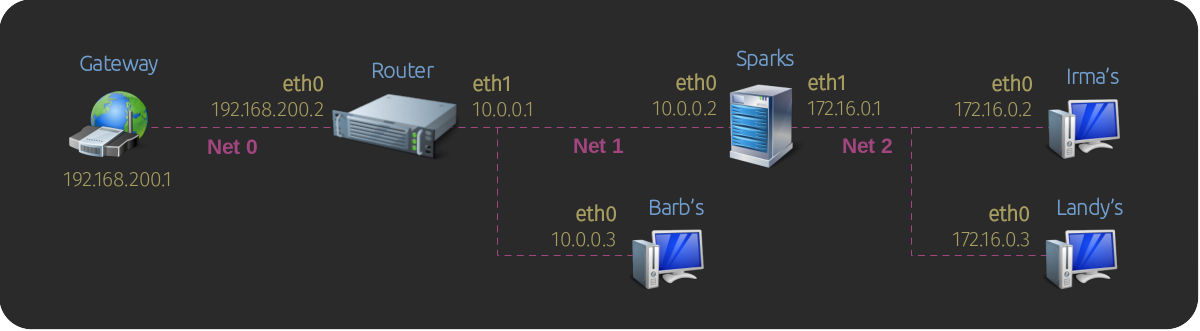 Gateway
192.168.200.1
Net 0
eth0
192.168.200.2
Router
eth1
10.0.0.1
Net 1
eth0
10.0.0.2
Sparks
eth1
172.16.0.1
Net 2
eth0
172.16.0.2
Irma’s
eth0
10.0.0.3
Barb’s
eth0
172.16.0.3
Landy’s